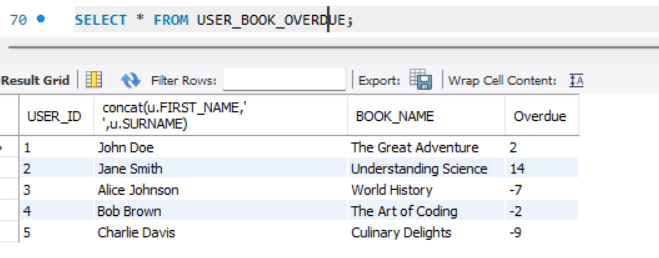 70 SELECT * FROM USER_BOOK_OVERDUE;
Result Grid Filter Rows: Export: Wrap Cell Content: IA
USER_ID concat(u.FIRST_NAME,' ',u.SURNAME) BOOK_NAME Overdue
1 John Doe The Great Adventure 2
2 Jane Smith Understanding Science 14
3 Alice Johnson World History -7
4 Bob Brown The Art of Coding -2
5 Charlie Davis Culinary Delights -9